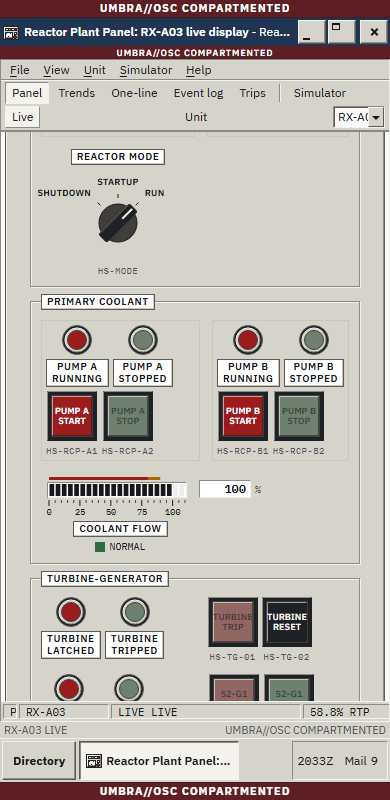 UMBRA//OSC COMPARTMENTED
Reactor Plant Panel: RX-A03 live display - Rea...
UMBRA//OSC COMPARTMENTED
File View Unit Simulator Help
Panel Trends One-line Event log Trips Simulator
Live Unit RX-A0
REACTOR MODE
STARTUP
SHUTDOWN RUN
HS-MODE
PRIMARY COOLANT
PUMP A RUNNING
PUMP A STOPPED
PUMP B RUNNING
PUMP B STOPPED
PUMP A START
PUMP A STOP
PUMP B START
PUMP B STOP
HS-RCP-A1 HS-RCP-A2 HS-RCP-B1 HS-RCP-B2
100 %
0 25 50 75 100
COOLANT FLOW
NORMAL
TURBINE-GENERATOR
TURBINE LATCHED
TURBINE TRIPPED
TURBINE TRIP
TURBINE RESET
HS-TG-01 HS-TG-02
52-G1 52-G1
P RX-A03 LIVE LIVE 58.8% RTP
RX-A03 LIVE UMBRA//OSC COMPARTMENTED
Directory Reactor Plant Panel:... 2033Z Mail 9
UMBRA//OSC COMPARTMENTED